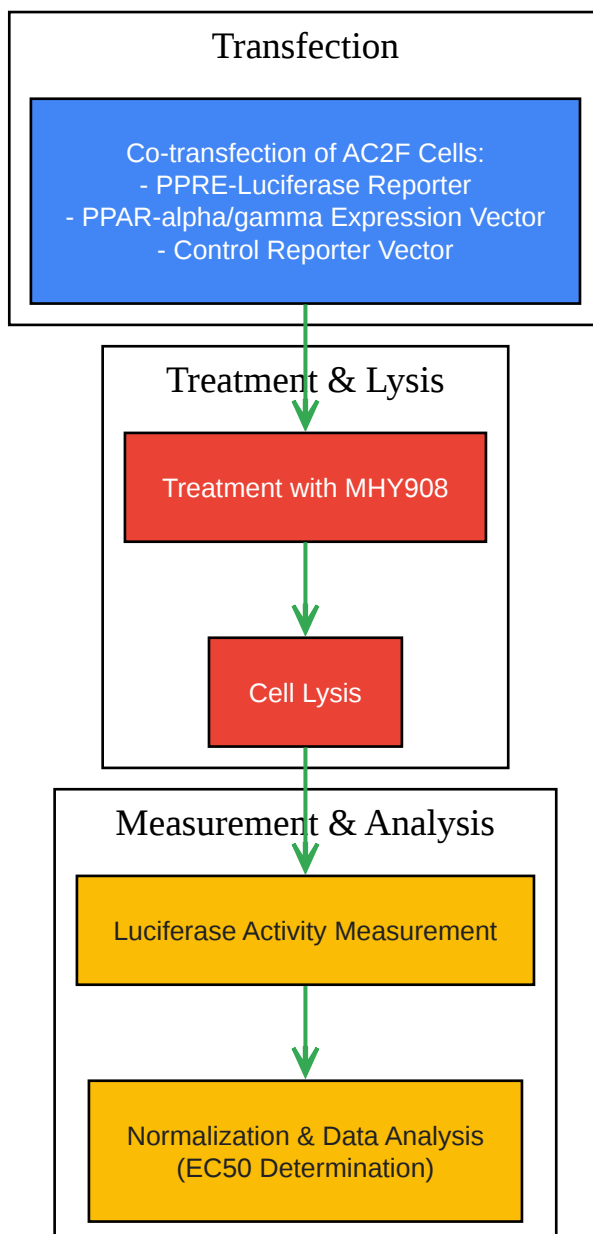 Transfection
Co-transfection of AC2F Cells:
- PPRE-Luciferase Reporter
- PPAR-alpha/gamma Expression Vector
- Control Reporter Vector
Treatment & Lysis
Treatment with MHY908
Cell Lysis
Measurement & Analysis
Luciferase Activity Measurement
Normalization & Data Analysis
(EC50 Determination)